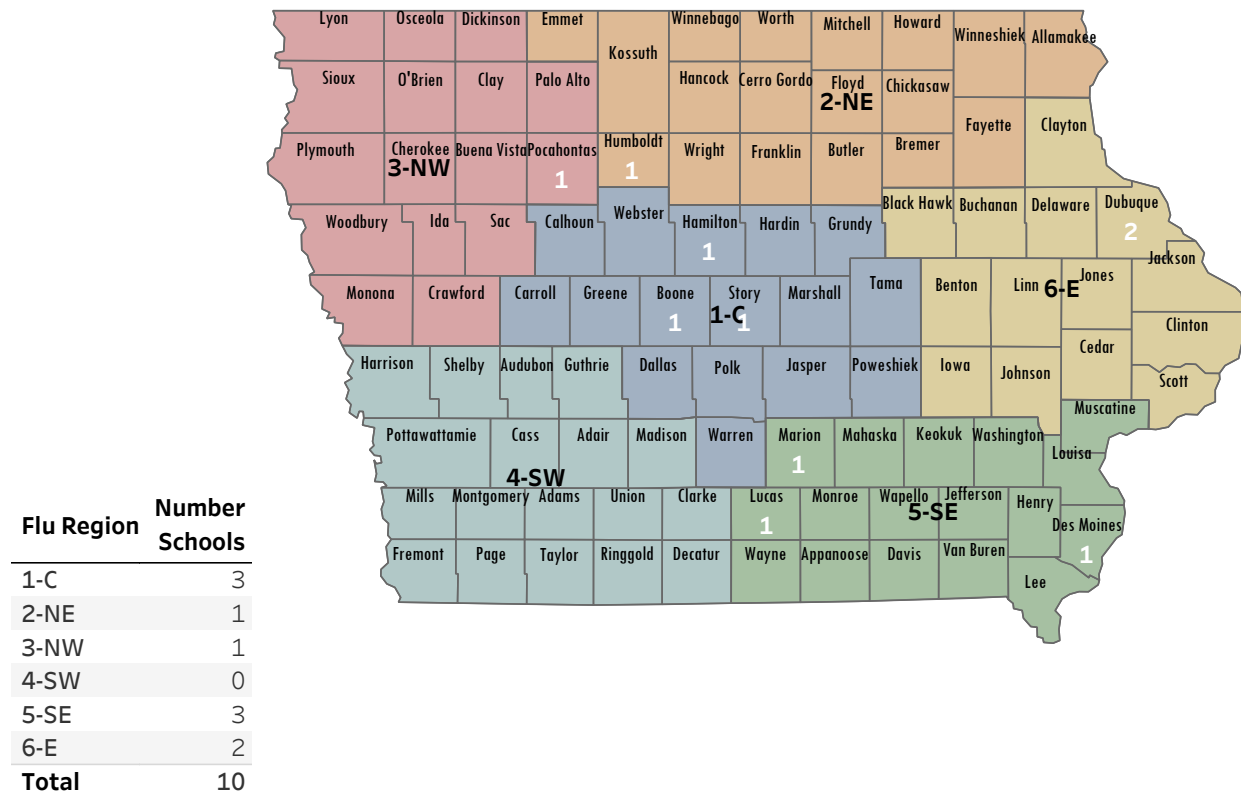 Lyon Osceola Dickinson Emmet Winnebago Worth Mitchell Howard Winneshiek Allamakee
Kossuth
Sioux O'Brien Clay Palo Alto Hancock Cerro Gordo Floyd Chickasaw
2-NE
Fayette Clayton
Plymouth Cherokee Buena Vista Pocahontas Humboldt Wright Franklin Butler Bremer
3-NW 1 1
Woodbury Ida Sac Calhoun Webster Hamilton Hardin Grundy Black Hawk Buchanan Delaware Dubuque
1 2
Jackson
Monona Crawford Carroll Greene Boone Story Marshall Tama Benton Linn Jones
1 1-C 1 6-E
Clinton
Harrison Shelby Audubon Guthrie Dallas Polk Jasper Poweshiek Iowa Johnson Cedar Scott
Muscatine
Pottawattamie Cass Adair Madison Warren Marion Mahaska Keokuk Washington
1 Louisa
4-SW
Mills Montgomery Adams Union Clarke Lucas Monroe Wapello Jefferson Henry
1 5-SE Des Moines
1
Fremont Page Taylor Ringgold Decatur Wayne Appanoose Davis Van Buren
Lee
Flu Region Number
Schools
1-C 3
2-NE 1
3-NW 1
4-SW 0
5-SE 3
6-E 2
Total 10